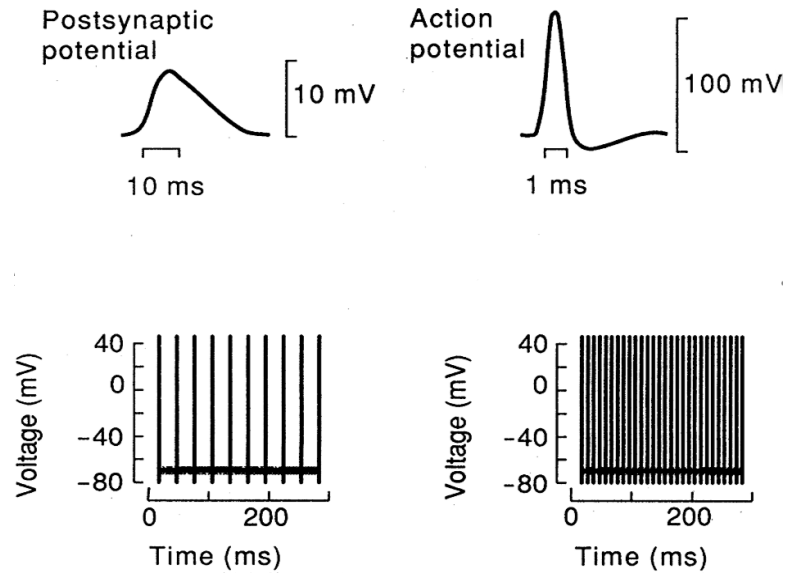 Postsynaptic
potential
10 mV
10 ms
Action
potential
100 mV
1 ms
Voltage (mV)
40
0
−40
−80
0
200
Time (ms)
Voltage (mV)
40
0
−40
−80
0
200
Time (ms)